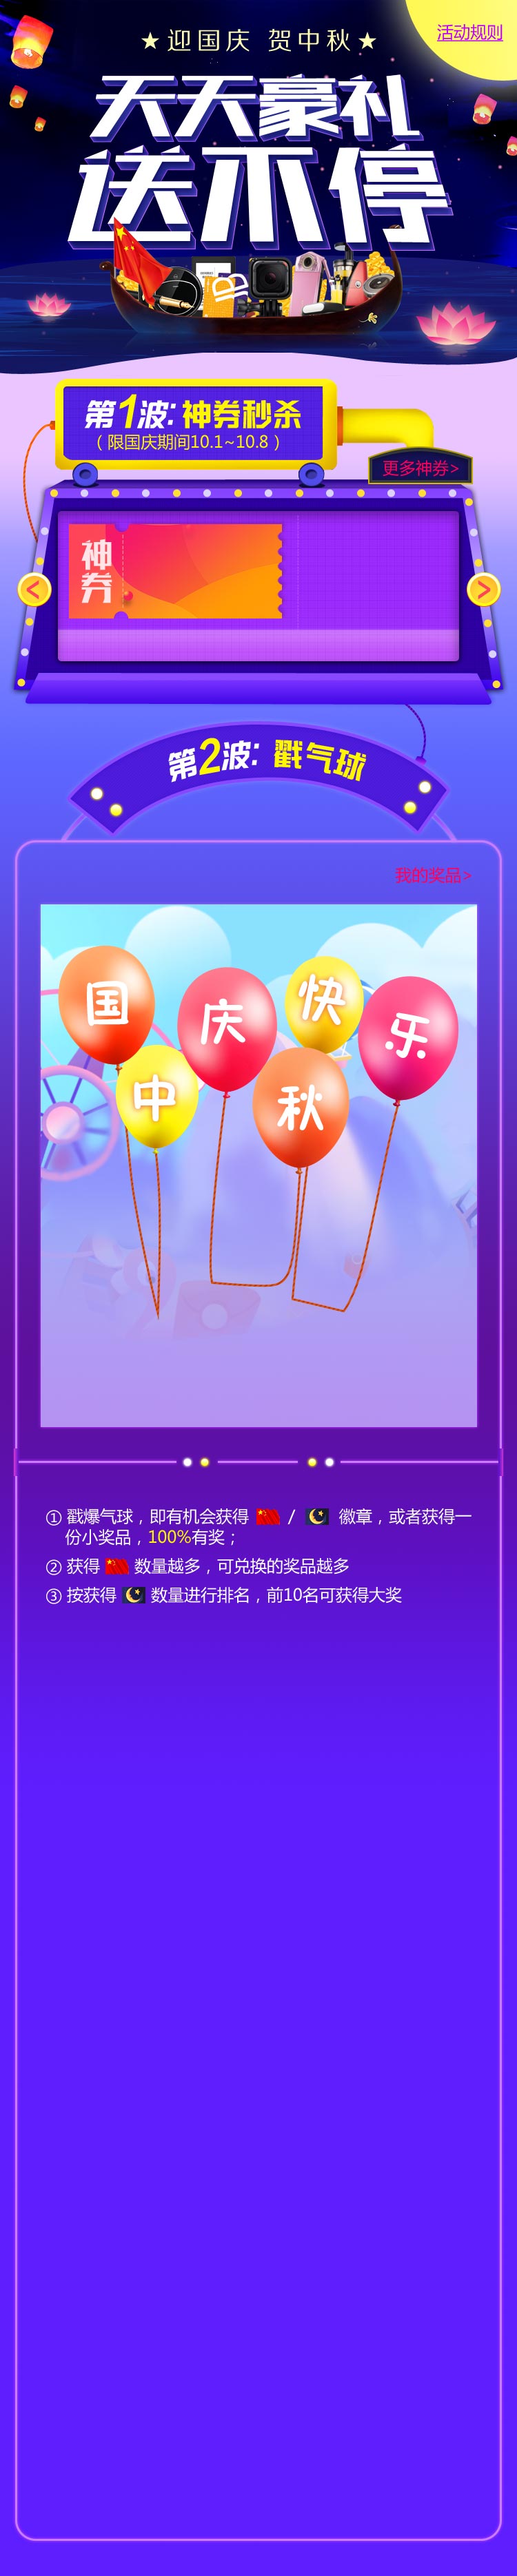 活动规则
★迎国庆 贺中秋★
天天豪礼
送不停
第1波:神券秒杀
（限国庆期间10.1~10.8）
更多神券>
神券
第2波:戳气球
我的奖品>
国庆快乐
中秋
① 戳爆气球，即有机会获得 / 徽章，或者获得一
份小奖品，100%有奖；
② 获得 数量越多，可兑换的奖品越多
③ 按获得 数量进行排名，前10名可获得大奖